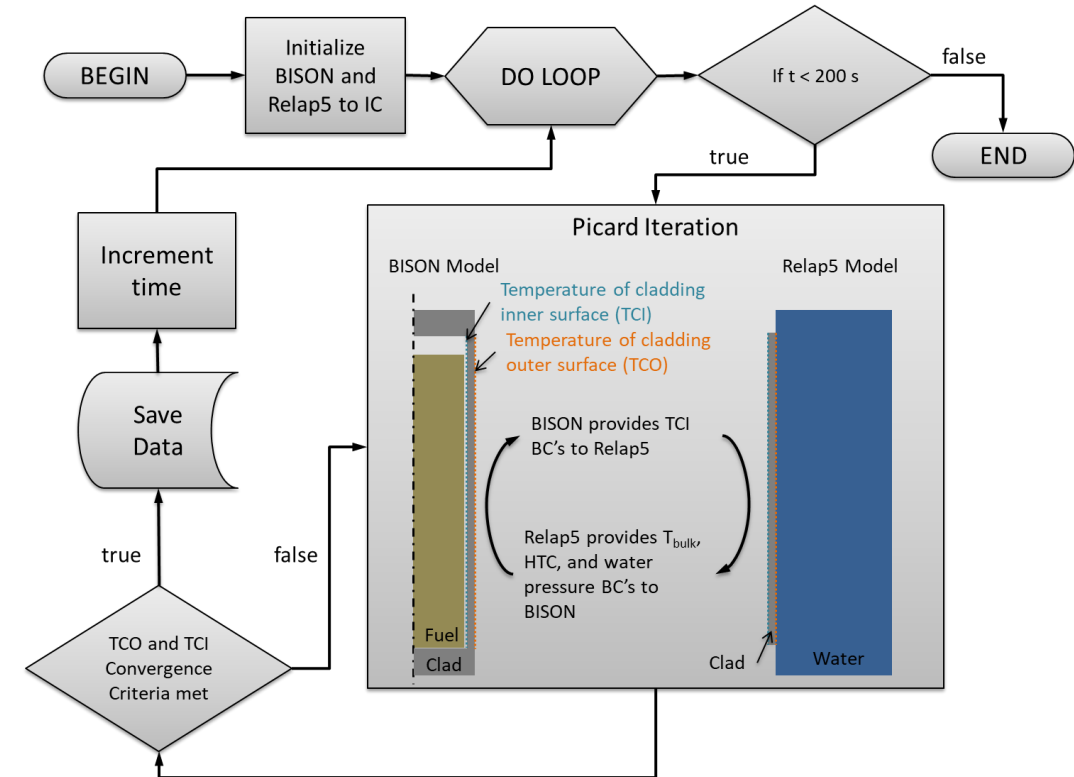 BEGIN
Initialize
BISON and
Relap5 to IC
DO LOOP
If t < 200 s
false
END
true
Picard Iteration
BISON Model
Relap5 Model
Temperature of cladding
inner surface (TCI)
Temperature of cladding
outer surface (TCO)
BISON provides TCI
BC's to Relap5
Relap5 provides Tbulk,
HTC, and water
pressure BC's to
BISON
Fuel
Clad
Clad
Water
Increment
time
Save
Data
true
false
TCO and TCI
Convergence
Criteria met